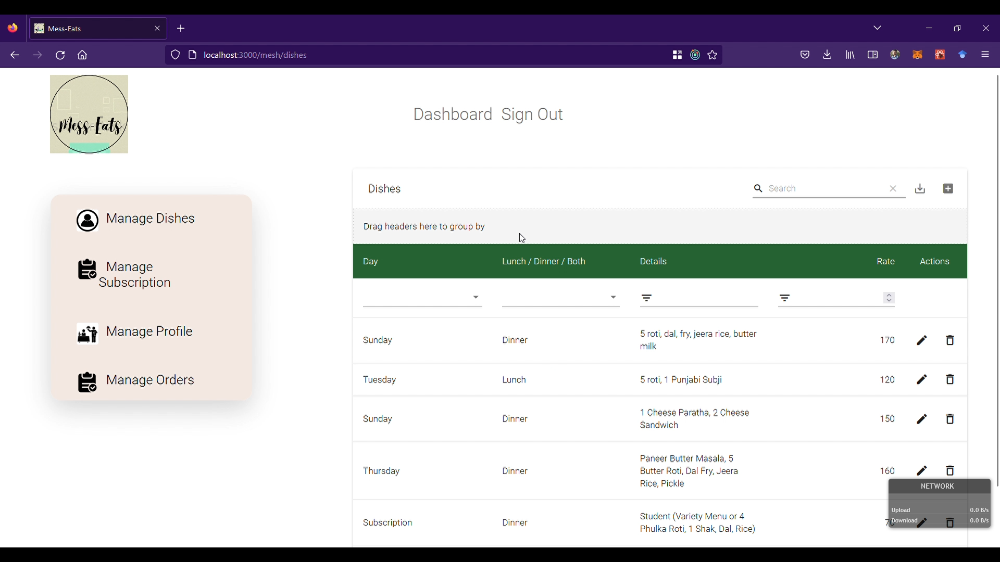 Mess-Eats
localhost:3000/mesh/dishes
Mess-Eats
Dashboard Sign Out
Dishes
Search
Manage Dishes
Drag headers here to group by
Manage
Subscription
Day Lunch / Dinner / Both Details Rate Actions
Manage Profile
Sunday Dinner 5 roti, dal, fry, jeera rice, butter 170
milk
Manage Orders
Tuesday Lunch 5 roti, 1 Punjabi Subji 120
Sunday Dinner 1 Cheese Paratha, 2 Cheese 150
Sandwich
Thursday Dinner Paneer Butter Masala, 5 160
Butter Roti, Dal Fry, Jeera
Rice, Pickle
NETWORK
Upload 0.0 B/s
Download 0.0 B/s
Subscription Dinner Student (Variety Menu or 4
Phulka Roti, 1 Shak, Dal, Rice)